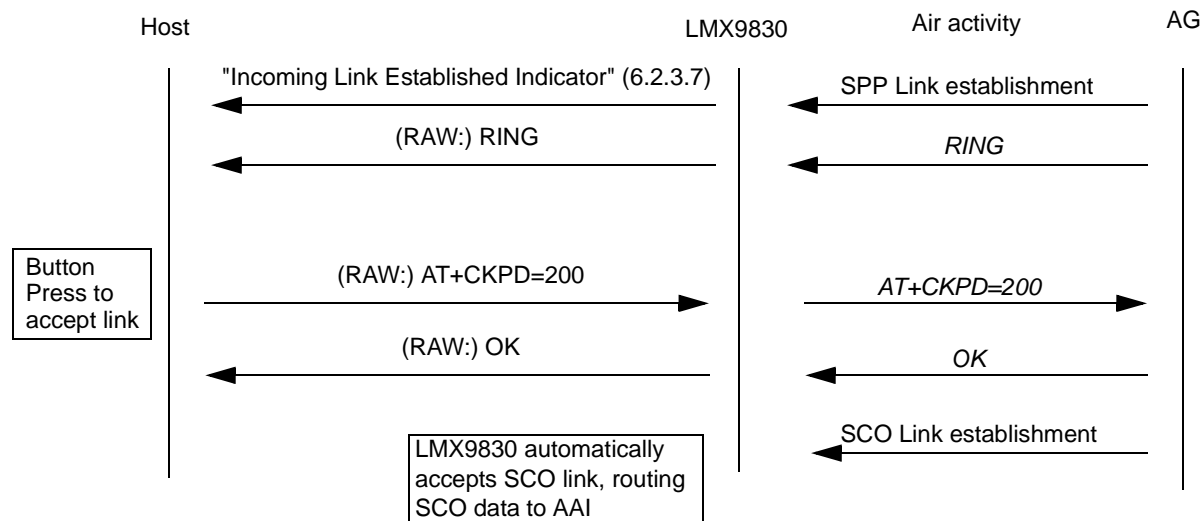 Host
LMX9830
Air activity
AG
"Incoming Link Established Indicator" (6.2.3.7)
SPP Link establishment
(RAW:) RING
RING
Button
Press to
accept link
(RAW:) AT+CKPD=200
AT+CKPD=200
(RAW:) OK
OK
SCO Link establishment
LMX9830 automatically
accepts SCO link, routing
SCO data to AAI